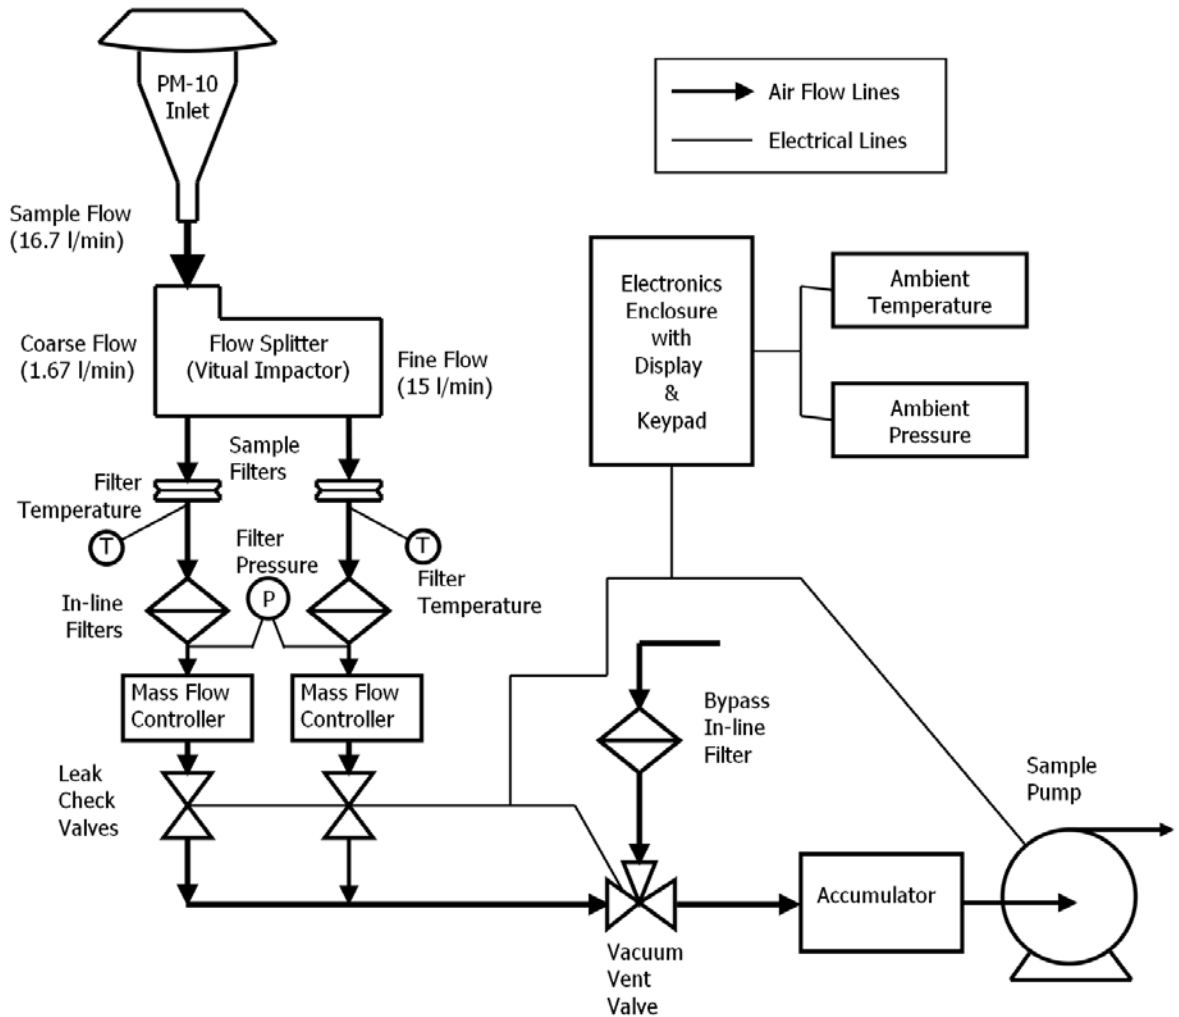 PM-10
Inlet
Air Flow Lines
Electrical Lines
Sample Flow
(16.7 l/min)
Electronics
Enclosure
with
Display
&
Keypad
Ambient
Temperature
Ambient
Pressure
Coarse Flow
(1.67 l/min)
Flow Splitter
(Vitual Impactor)
Fine Flow
(15 l/min)
Sample
Filters
Filter
Temperature
T
Filter
Pressure
P
T
Filter
Temperature
In-line
Filters
Mass Flow
Controller
Mass Flow
Controller
Bypass
In-line
Filter
Leak
Check
Valves
Sample
Pump
Accumulator
Vacuum
Vent
Valve